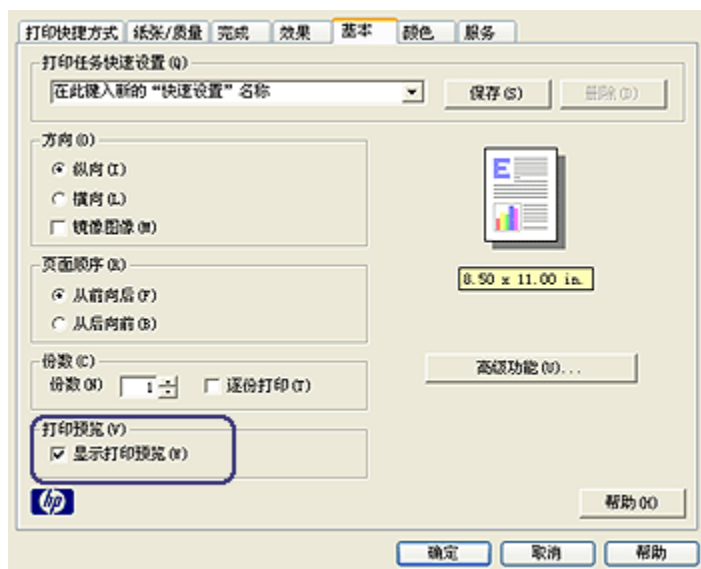 打印快捷方式 纸张/质量 完成 效果 基本 颜色 服务
打印任务快速设置(Q)
在此键入新的“快速设置”名称
保存(S) 删除(D)
方向(O)
纵向(I)
横向(L)
镜像图像(M)
8.50 x 11.00 in.
页面顺序(R)
从前向后(F)
从后向前(B)
份数(C)
份数(N) 1 逐份打印(T)
高级功能(U)...
打印预览(V)
显示打印预览(W)
hp
帮助(X)
确定 取消 帮助